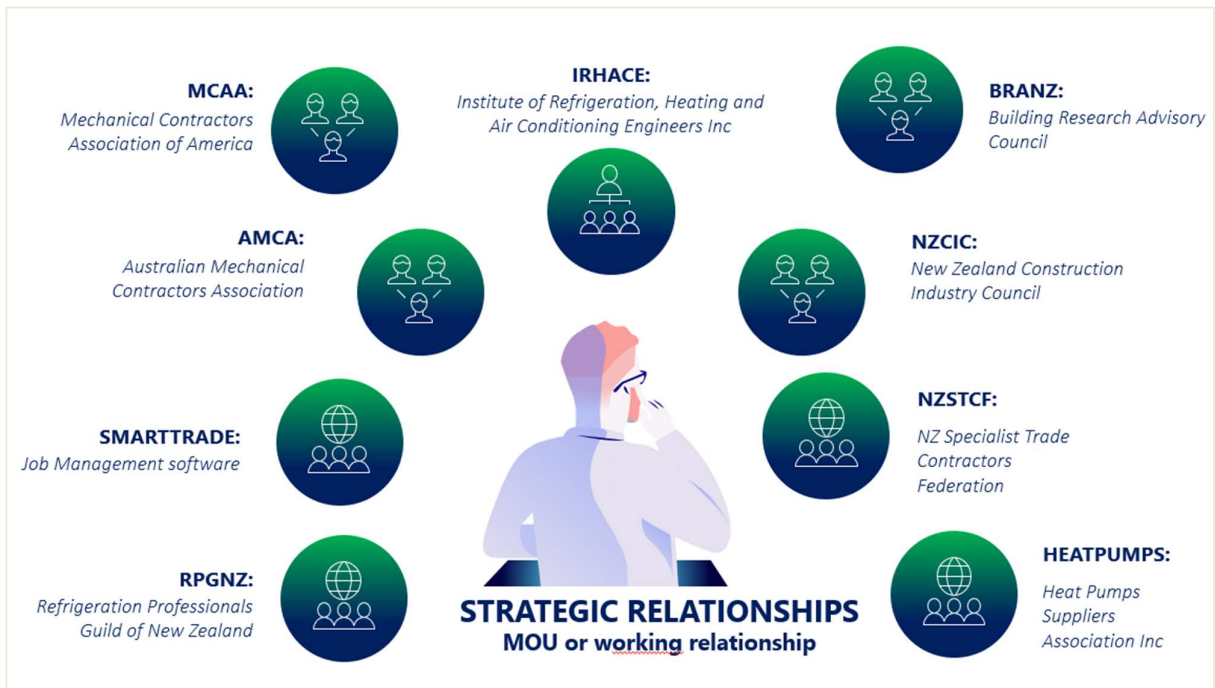 MCAA:
Mechanical Contractors
Association of America
IRHACE:
Institute of Refrigeration, Heating and
Air Conditioning Engineers Inc
BRANZ:
Building Research Advisory
Council
AMCA:
Australian Mechanical
Contractors Association
NZCIC:
New Zealand Construction
Industry Council
SMARTTRADE:
Job Management software
NZSTCF:
NZ Specialist Trade
Contractors
Federation
RPGNZ:
Refrigeration Professionals
Guild of New Zealand
HEATPUMPS:
Heat Pumps
Suppliers
Association Inc
STRATEGIC RELATIONSHIPS
MOU or working relationship